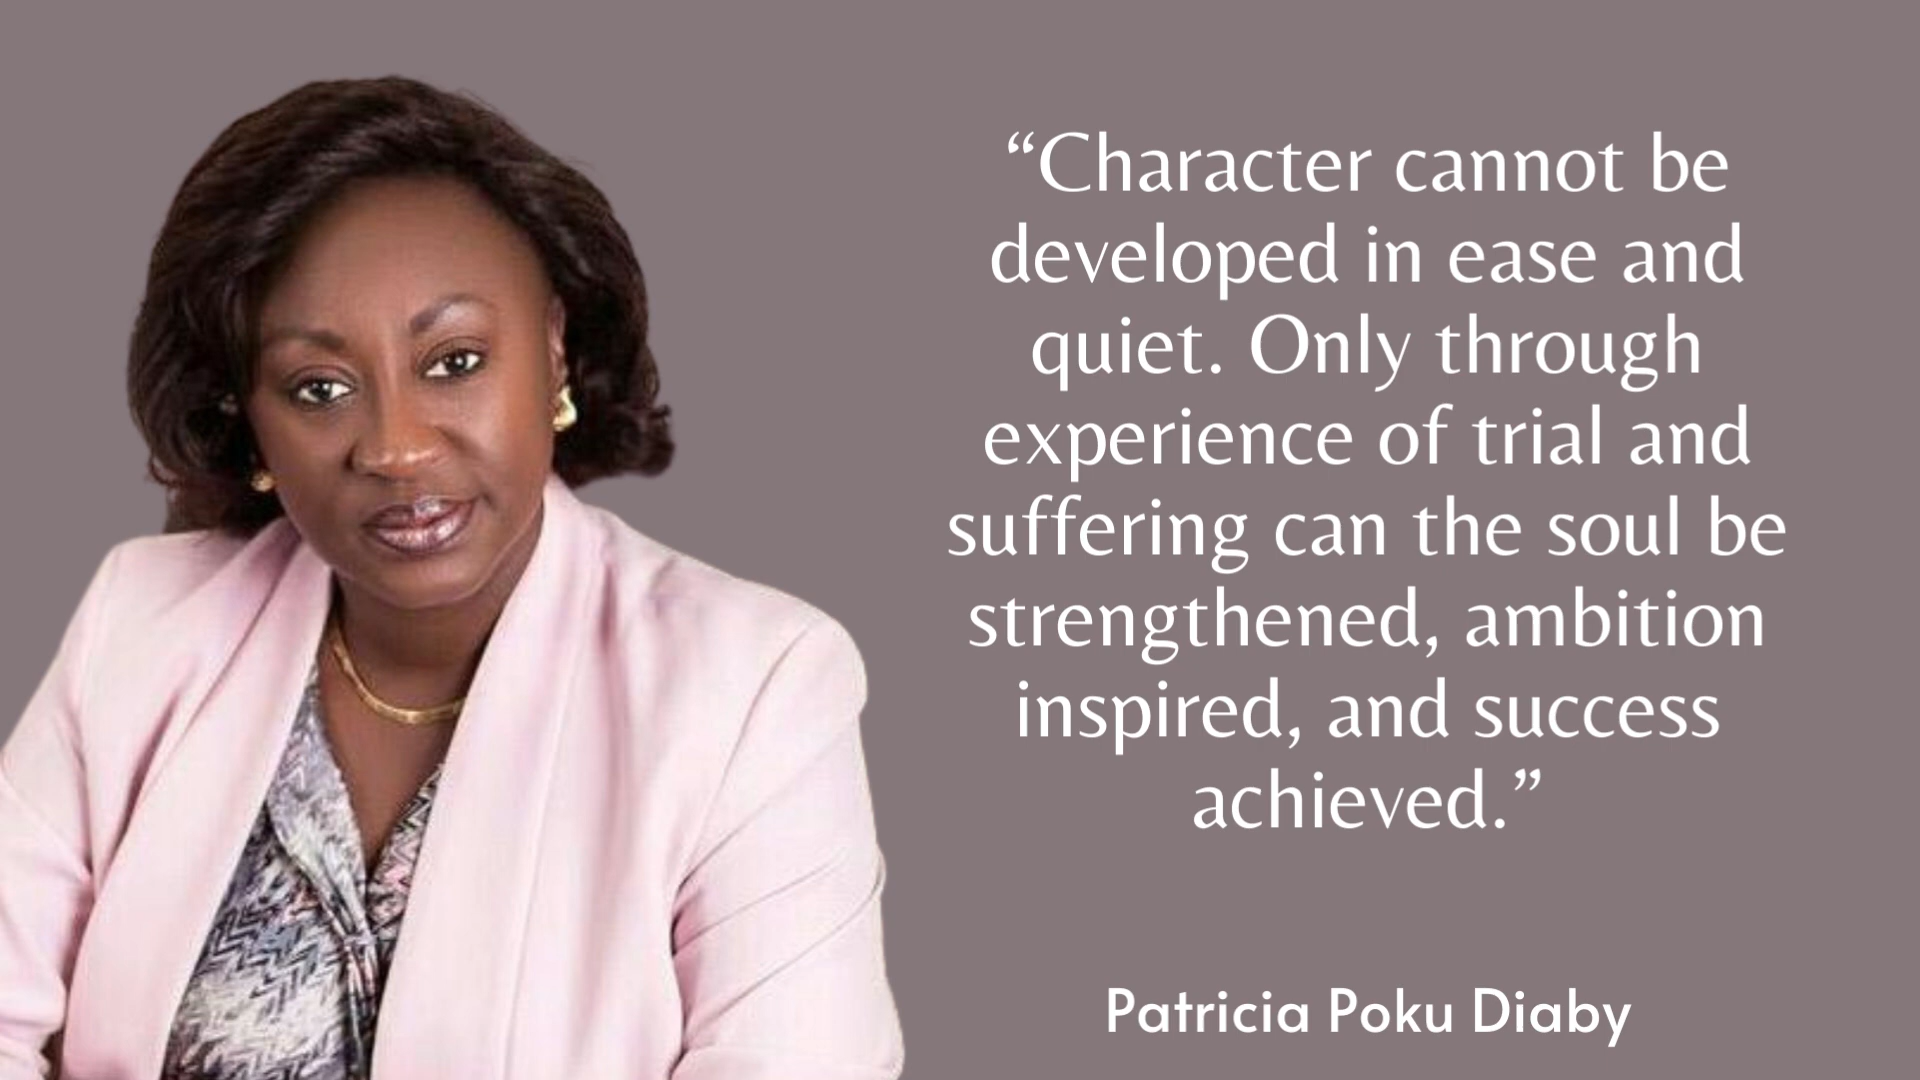 “Character cannot be
developed in ease and
quiet. Only through
experience of trial and
suffering can the soul be
strengthened, ambition
inspired, and success
achieved.”
Patricia Poku Diaby